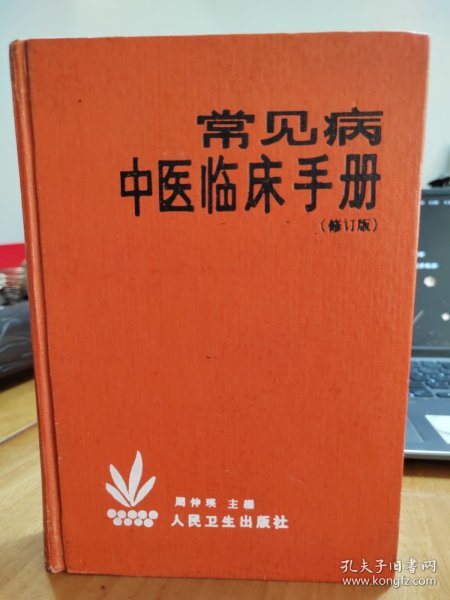 常见病
中医临床手册
(修订版)
周仲瑛 主编
人民卫生出版社
孔夫子旧书网
www.kongfz.com